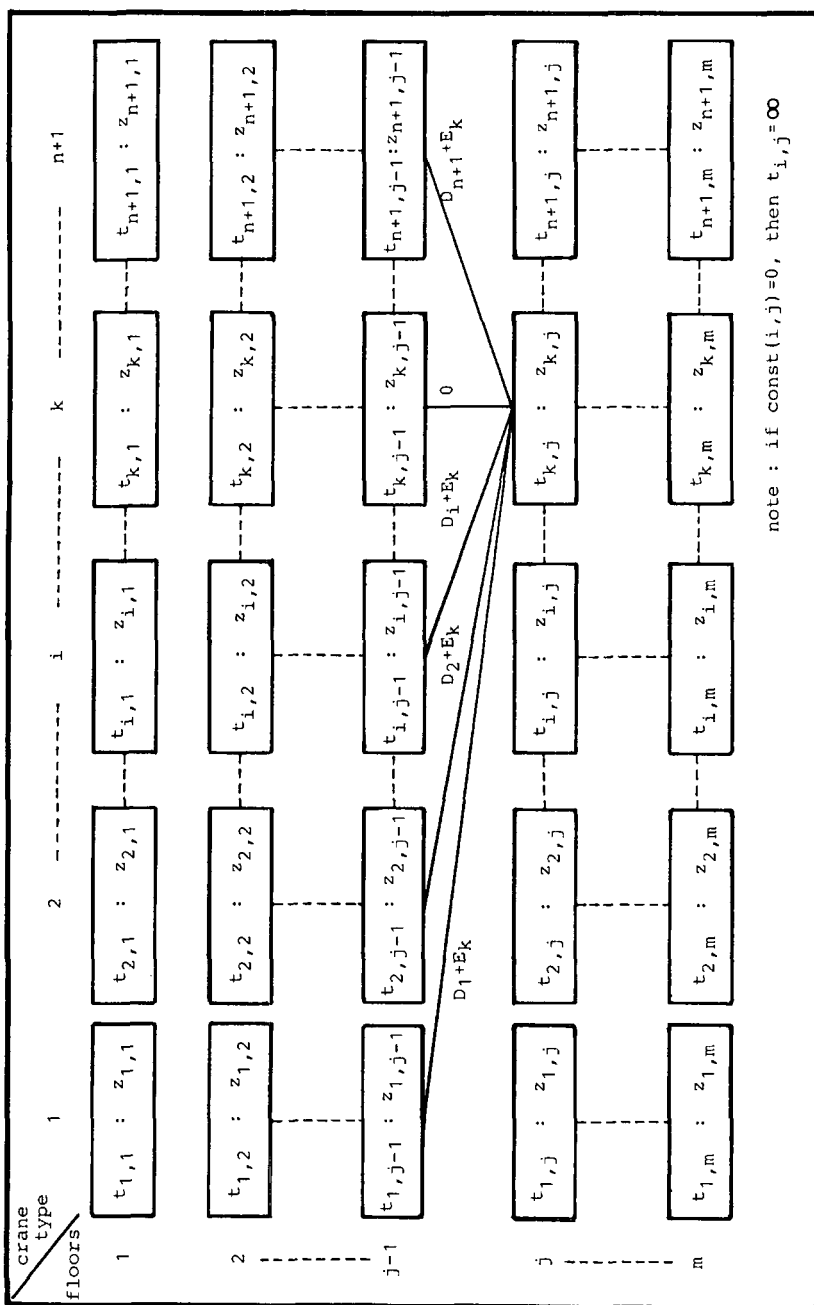 crane type
floors
1 2 --------- i --------- k --------- n+1
1 t1,1 : z1,1 t2,1 : z2,1 ti,1 : zi,1 tk,1 : zk,1 tn+1,1 : zn+1,1
2 t1,2 : z1,2 t2,2 : z2,2 ti,2 : zi,2 tk,2 : zk,2 tn+1,2 : zn+1,2
j-1 t1,j-1 : z1,j-1 t2,j-1 : z2,j-1 ti,j-1 : zi,j-1 tk,j-1 : zk,j-1 tn+1,j-1 : zn+1,j-1
D1+Ek D2+Ek Di+Ek 0 Dn+1+Ek
j t1,j : z1,j t2,j : z2,j ti,j : zi,j tk,j : zk,j tn+1,j : zn+1,j
m t1,m : z1,m t2,m : z2,m ti,m : zi,m tk,m : zk,m tn+1,m : zn+1,m
note : if const(i,j)=0, then ti,j=∞